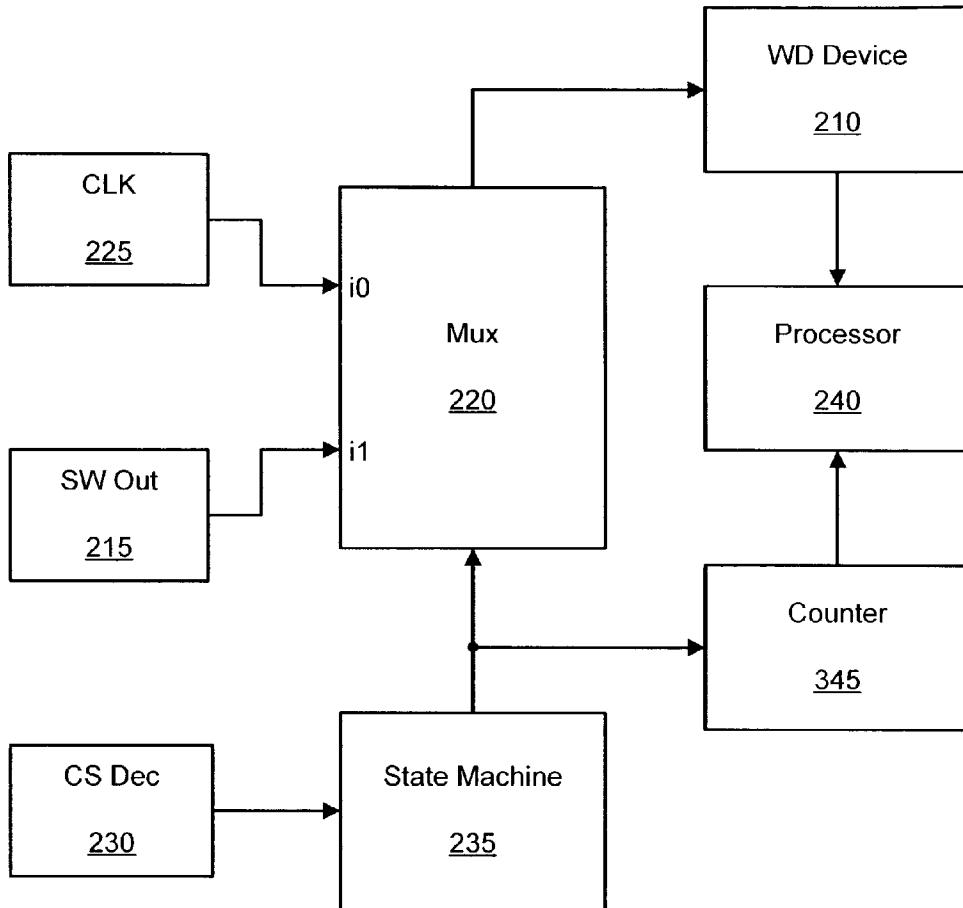 WD Device
210
CLK
225
i0
Mux
220
i1
Processor
240
SW Out
215
Counter
345
CS Dec
230
State Machine
235